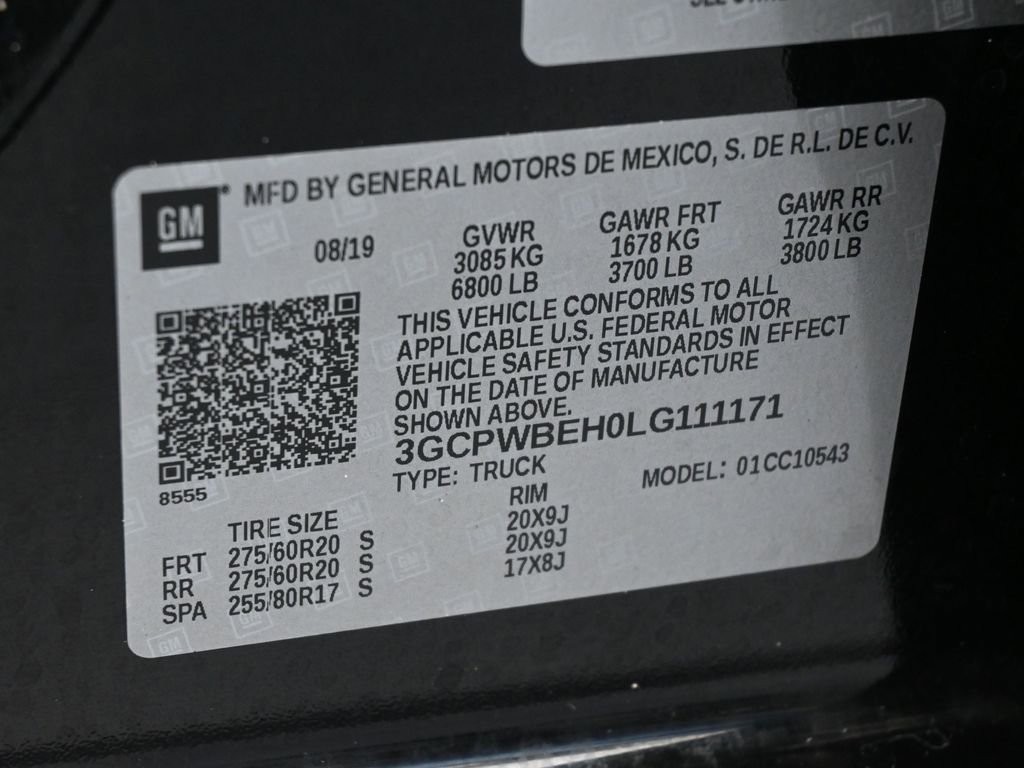 GM
MFD BY GENERAL MOTORS DE MEXICO, S. DE R.L. DE C.V.
08/19
GVWR
3085 KG
6800 LB
GAWR FRT
1678 KG
3700 LB
GAWR RR
1724 KG
3800 LB
THIS VEHICLE CONFORMS TO ALL
APPLICABLE U.S. FEDERAL MOTOR
VEHICLE SAFETY STANDARDS IN EFFECT
ON THE DATE OF MANUFACTURE
SHOWN ABOVE.
3GCPWBEH0LG111171
TYPE: TRUCK
MODEL: 01CC10543
8555
TIRE SIZE RIM
FRT 275/60R20 S 20X9J
RR 275/60R20 S 20X9J
SPA 255/80R17 S 17X8J